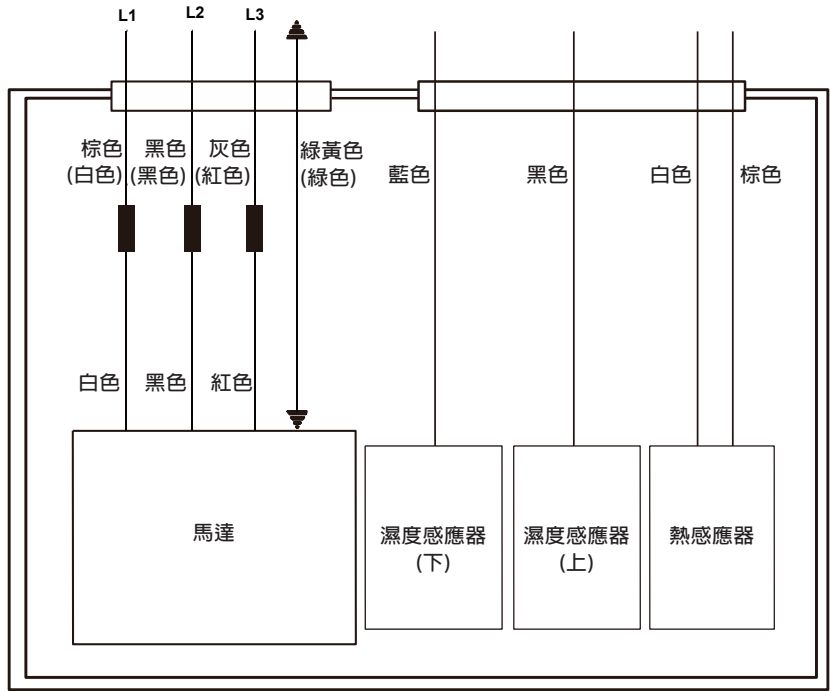 L1
L2
L3
棕色
(白色)
黑色
(黑色)
灰色
(紅色)
綠黃色
(綠色)
藍色
黑色
白色
棕色
白色
黑色
紅色
馬達
濕度感應器
(下)
濕度感應器
(上)
熱感應器